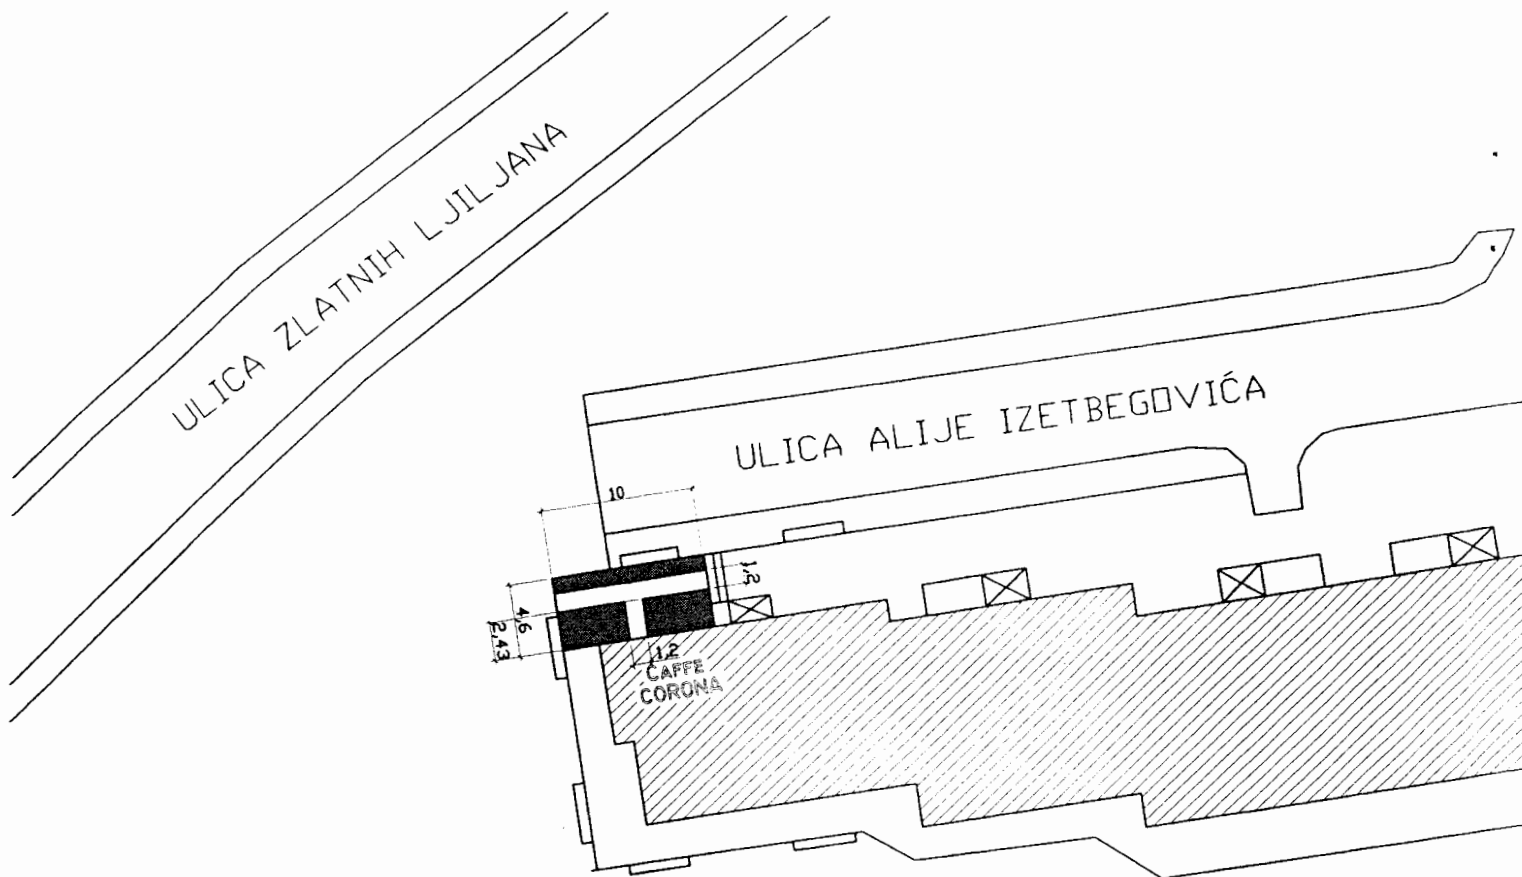 ULICA ZLATNIH LJILJANA
ULICA ALIJE IZETBEGOVIĆA
10
1,2
4,6
2,43
1,2
CAFFE
CORONA